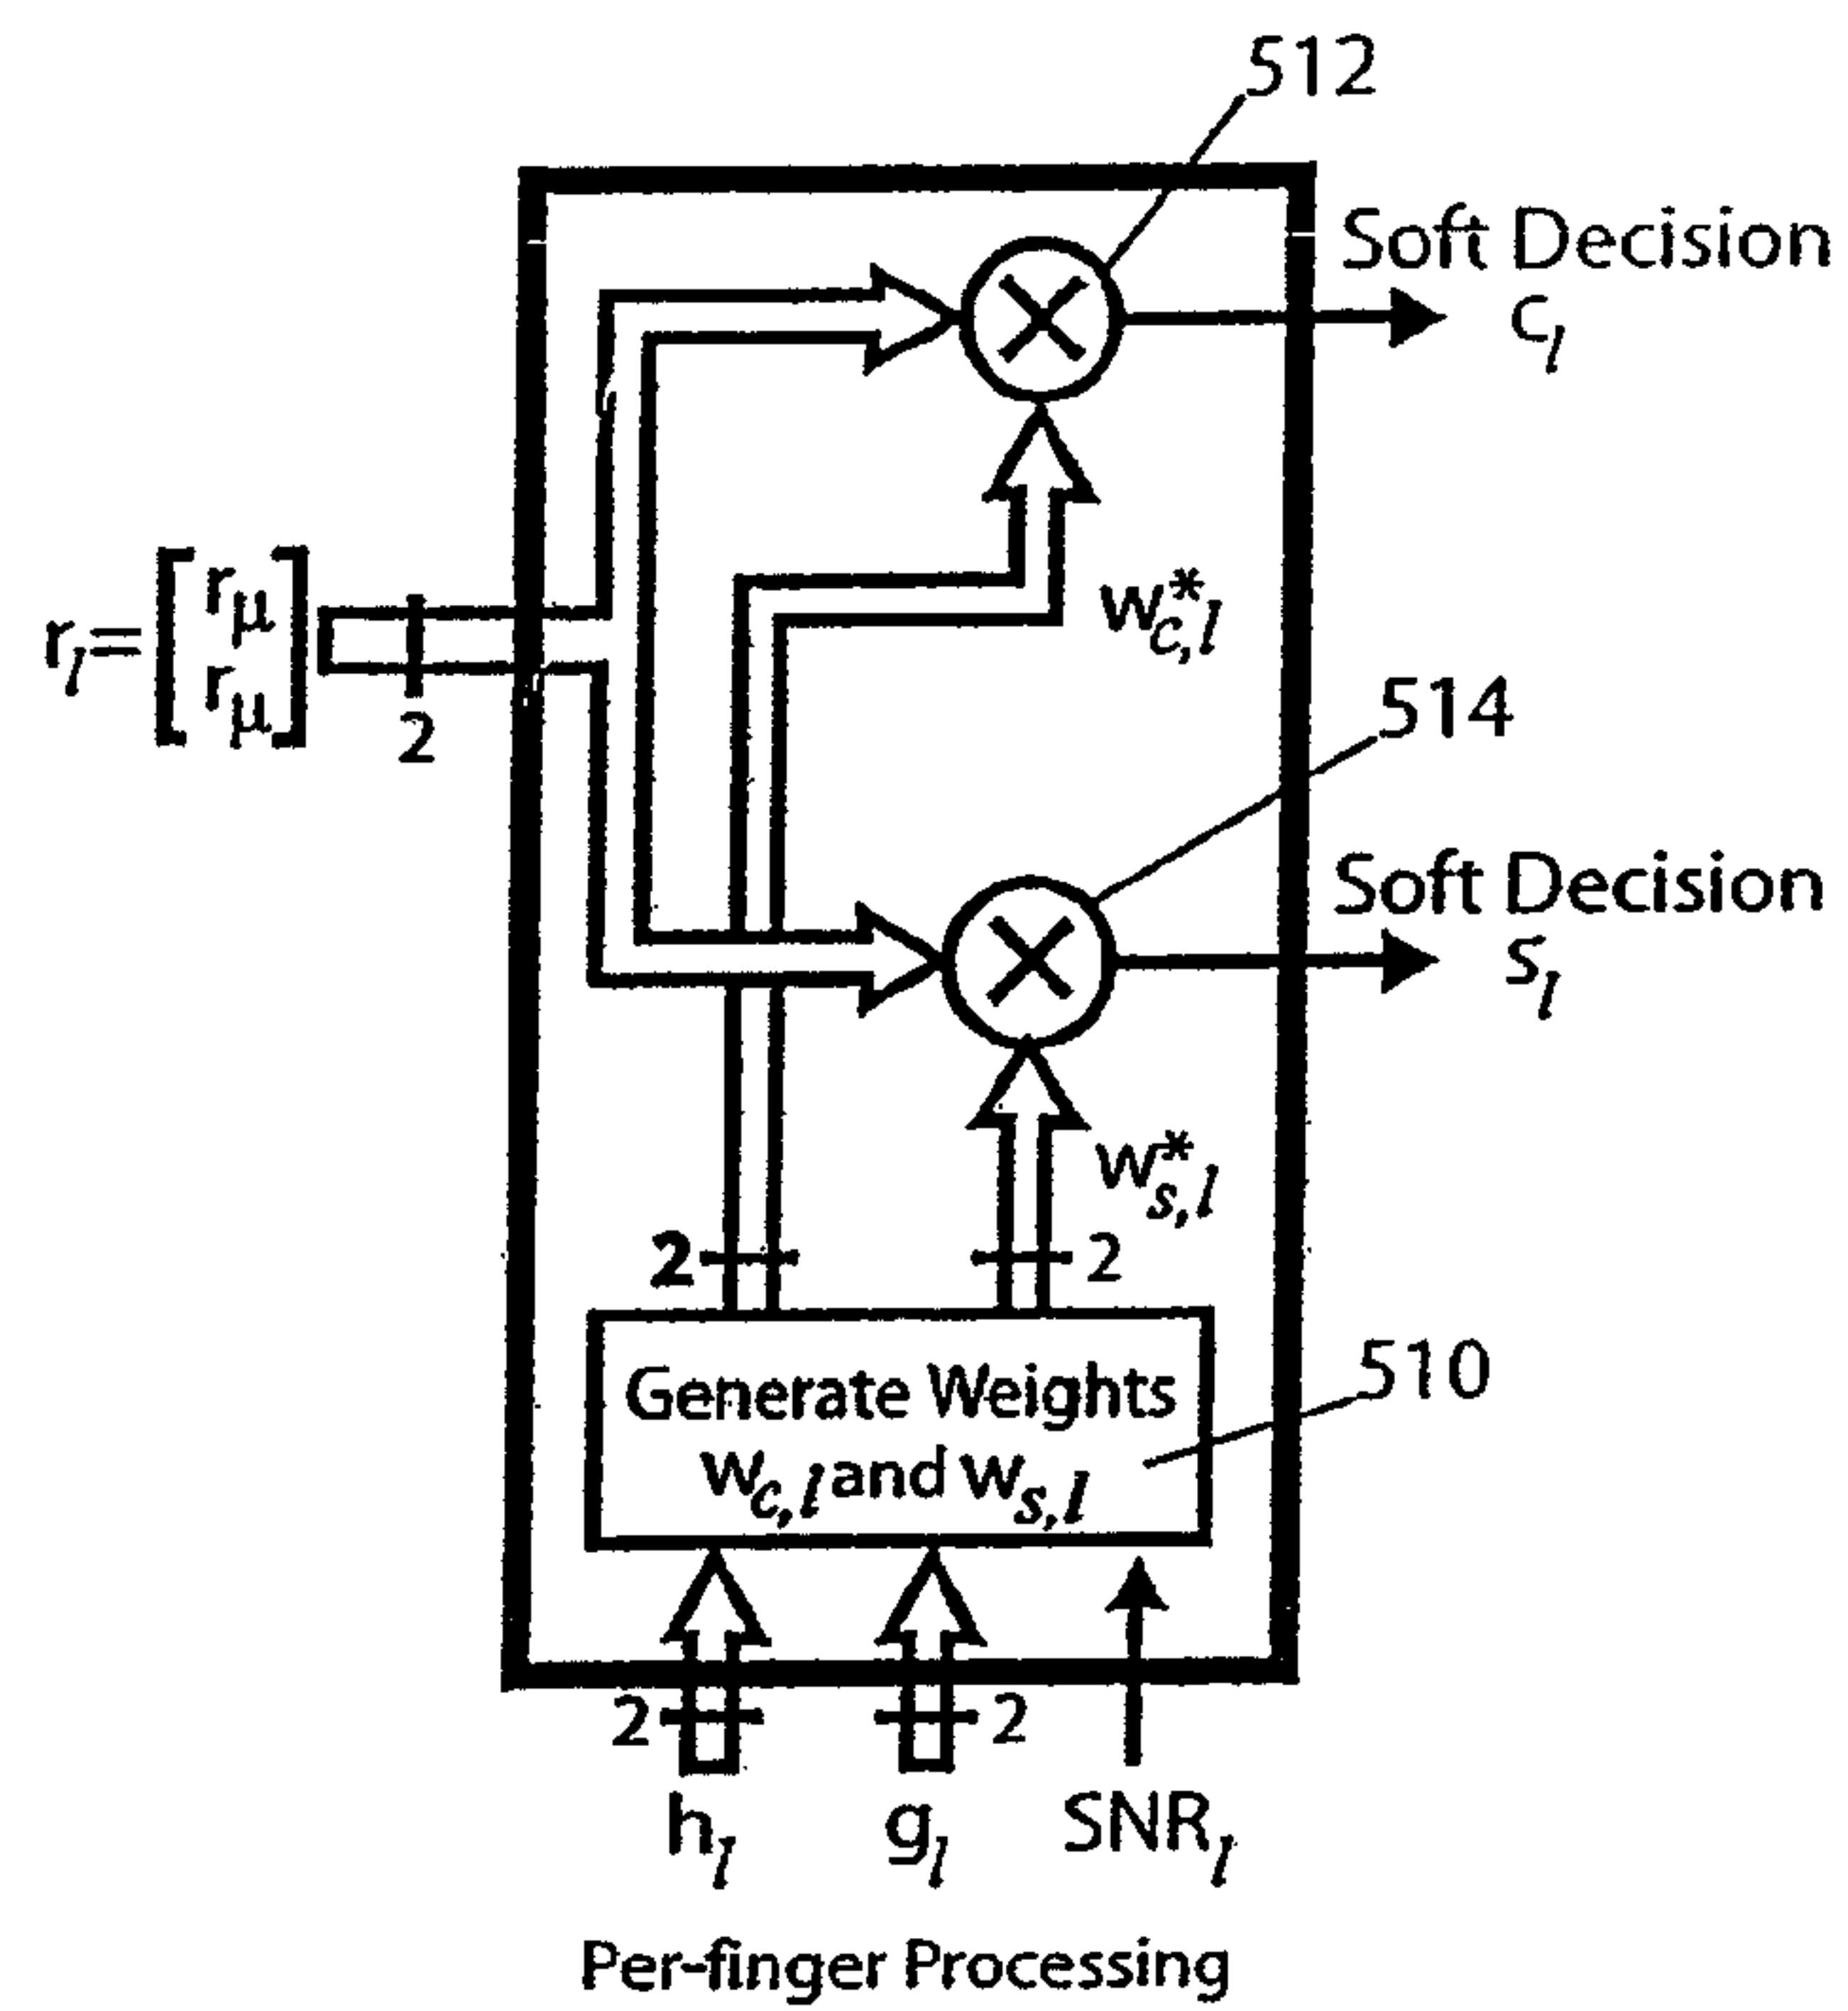 512
Soft Decision
c_l
r_l = [ r_μ
r_μ ]
2
w*_c,l
514
Soft Decision
s_l
w*_s,l
2 2
510
Generate Weights
w_c,l and w_s,l
2 2
h_l g_l SNR_l
Per-finger Processing